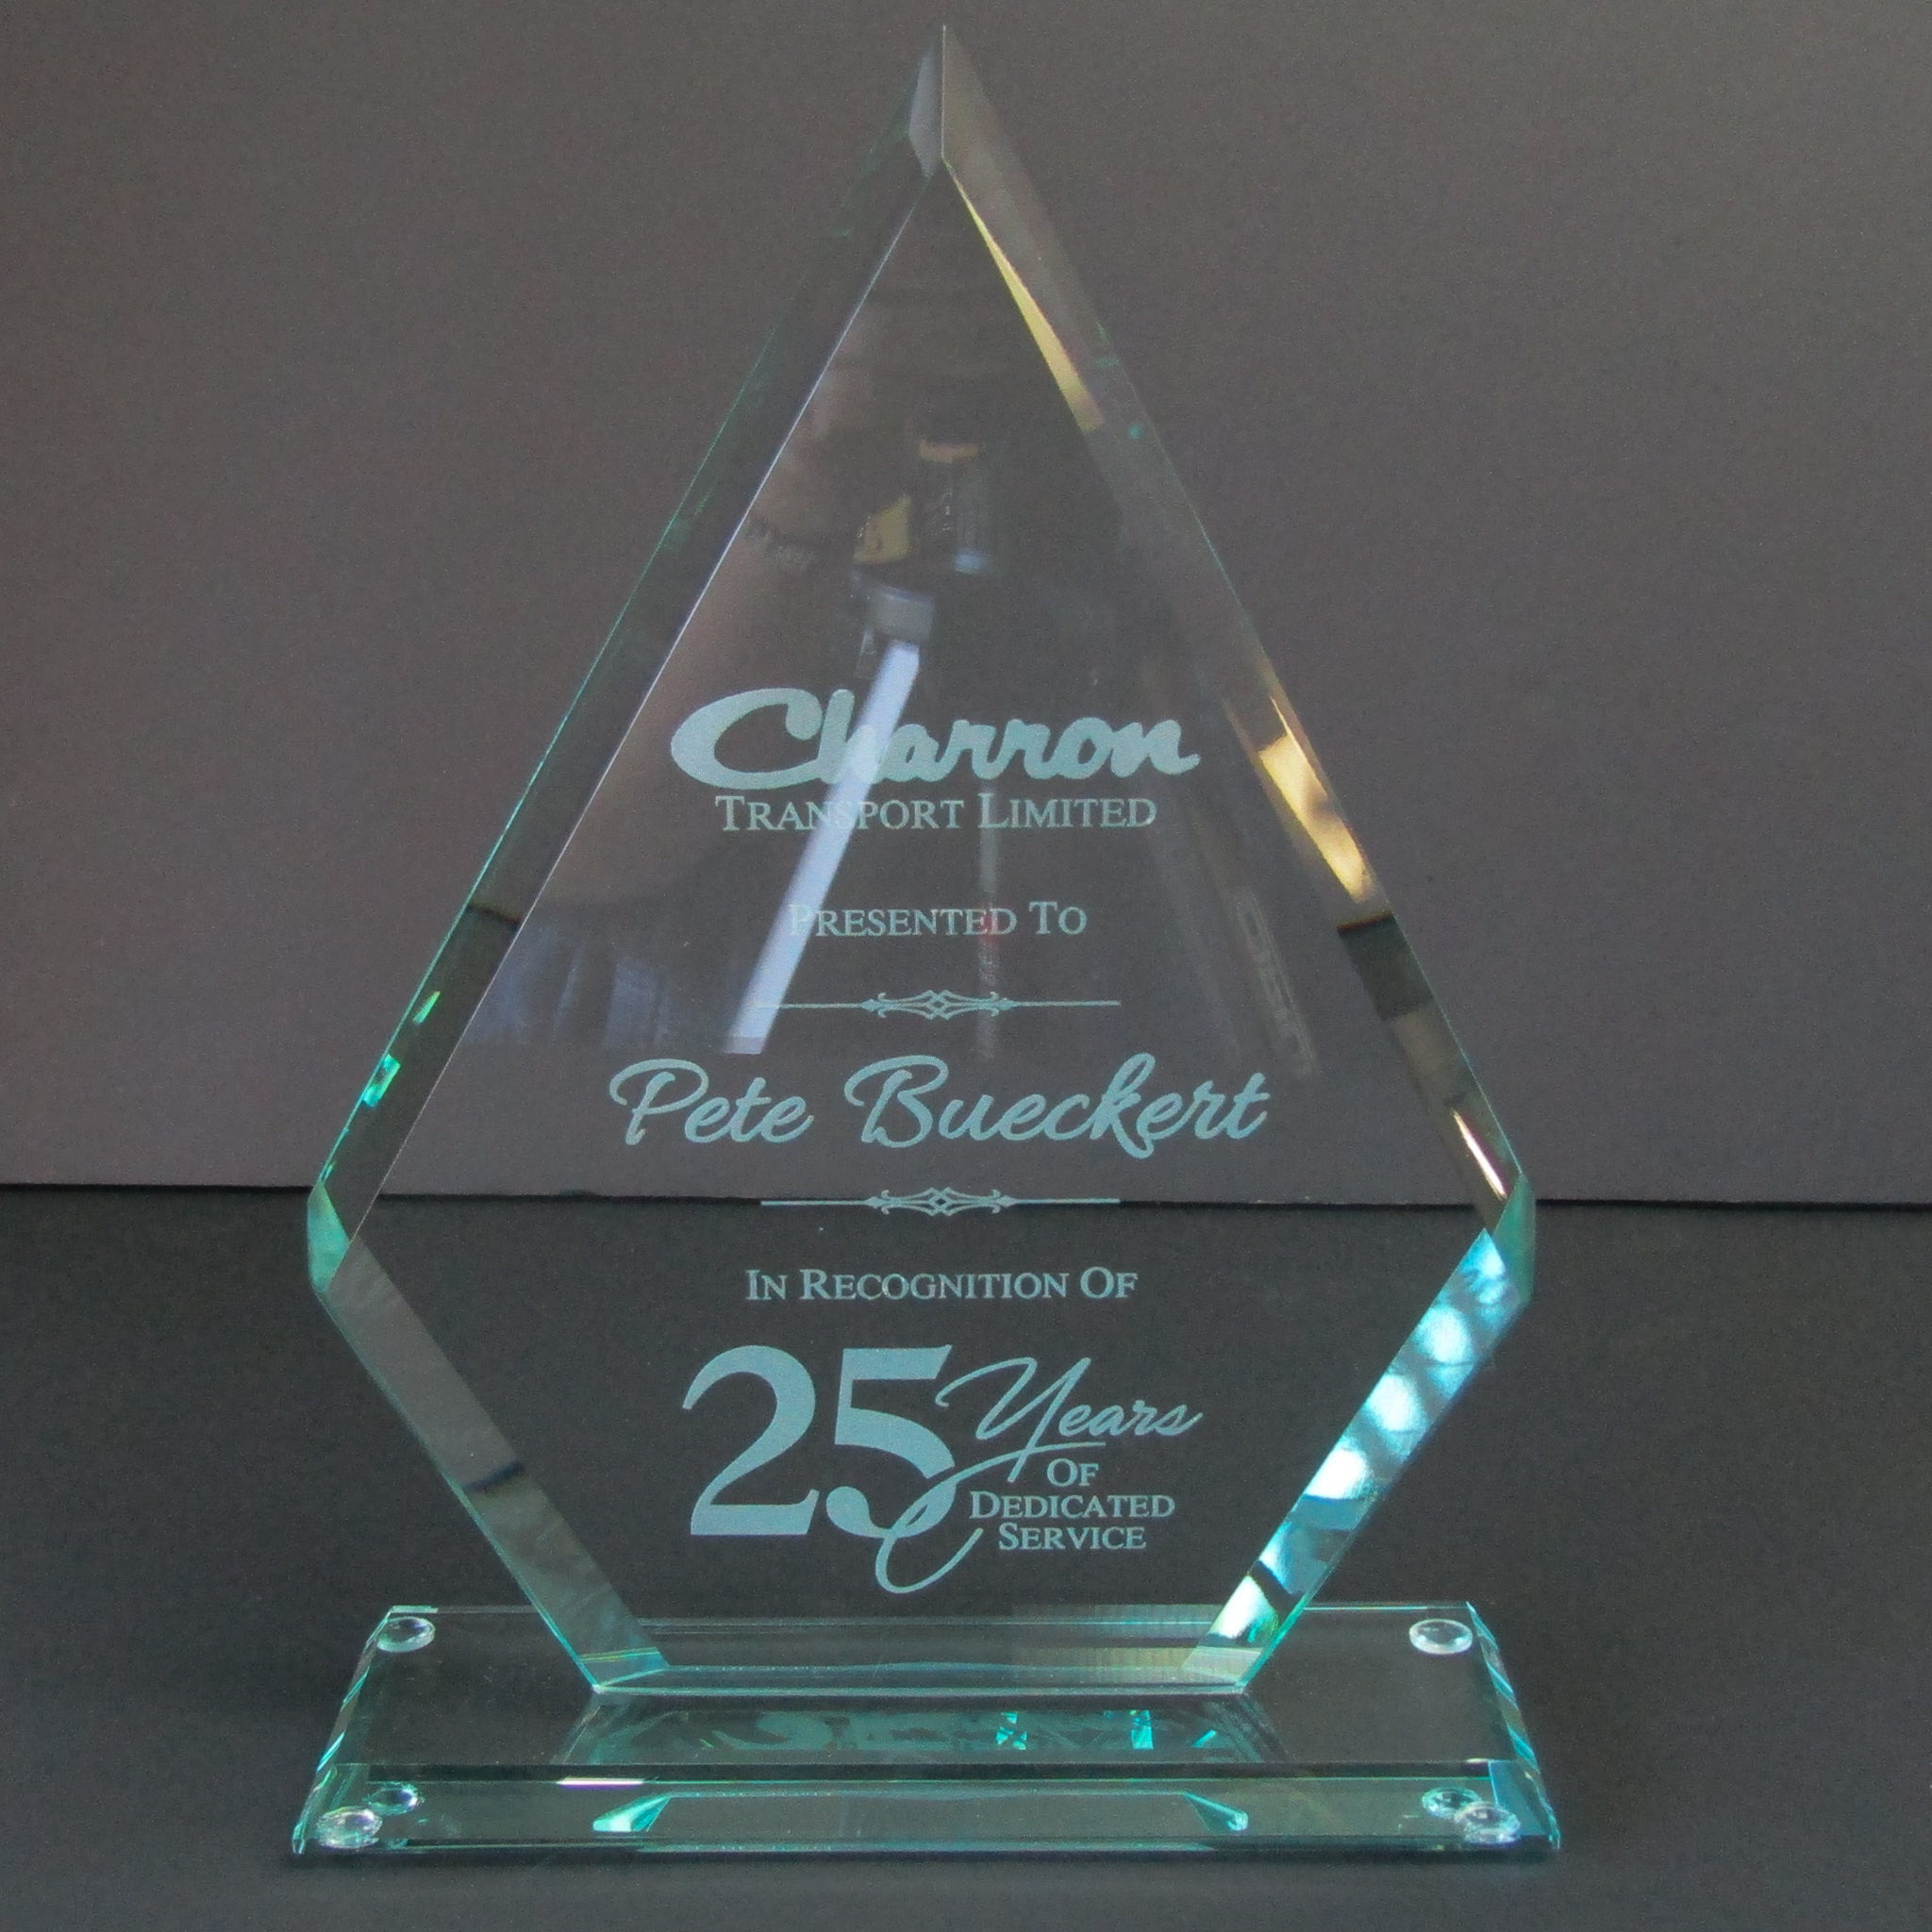 Charron
TRANSPORT LIMITED
PRESENTED TO
Pete Bueckert
IN RECOGNITION OF
25 Years
OF
DEDICATED
SERVICE